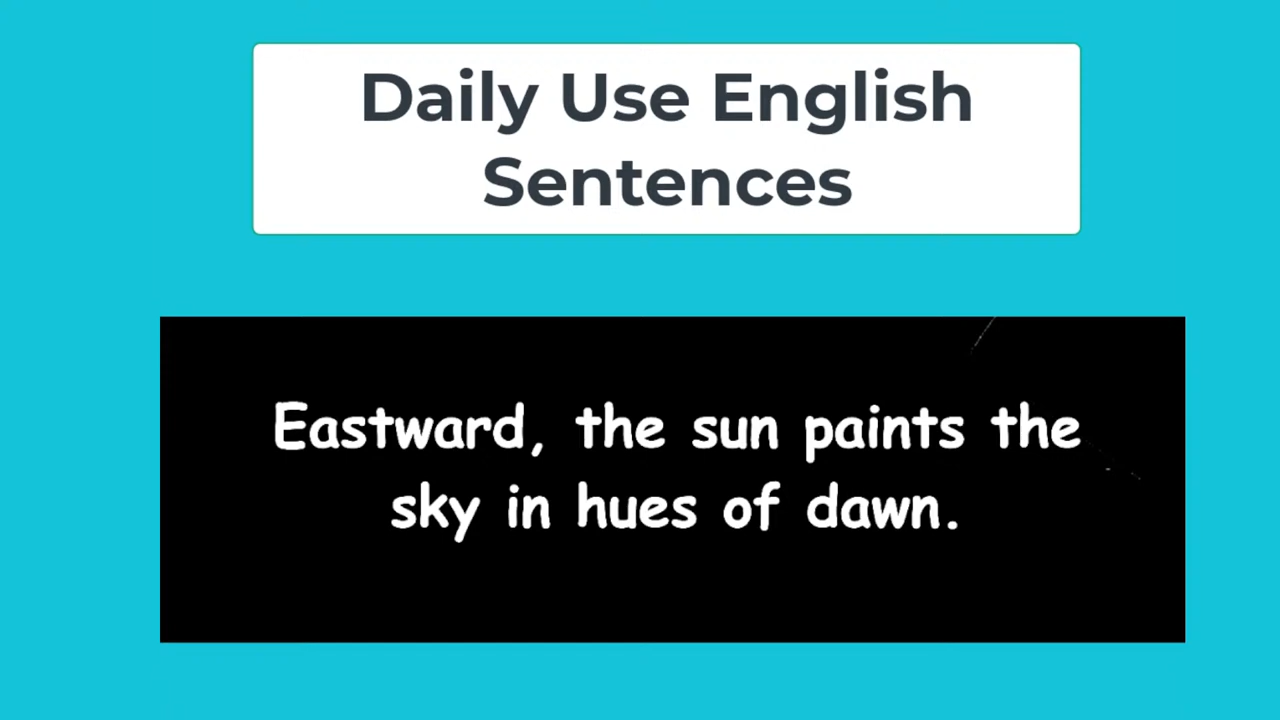 Daily Use English
Sentences
Eastward, the sun paints the
sky in hues of dawn.